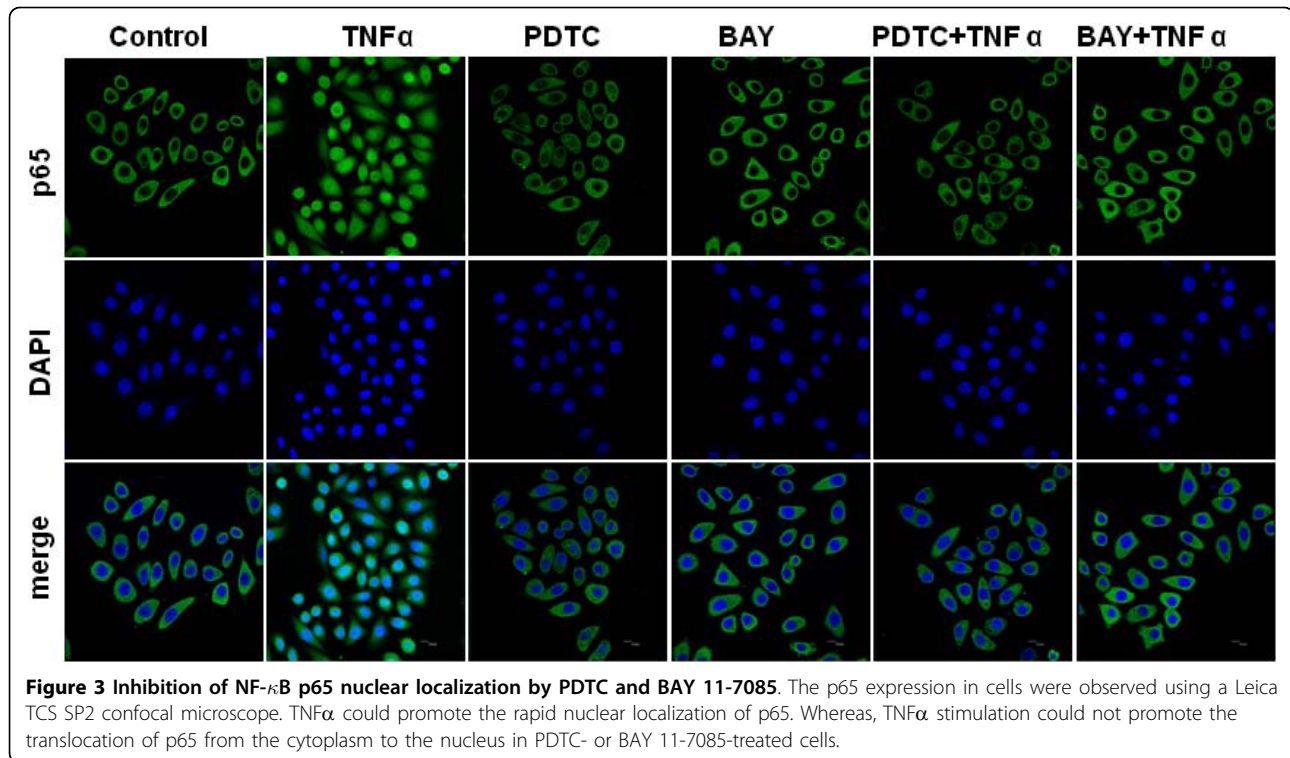 Control TNFα PDTC BAY PDTC+TNF α BAY+TNF α
p65
DAPI
merge
Figure 3 Inhibition of NF-κB p65 nuclear localization by PDTC and BAY 11-7085. The p65 expression in cells were observed using a Leica
TCS SP2 confocal microscope. TNFα could promote the rapid nuclear localization of p65. Whereas, TNFα stimulation could not promote the
translocation of p65 from the cytoplasm to the nucleus in PDTC- or BAY 11-7085-treated cells.